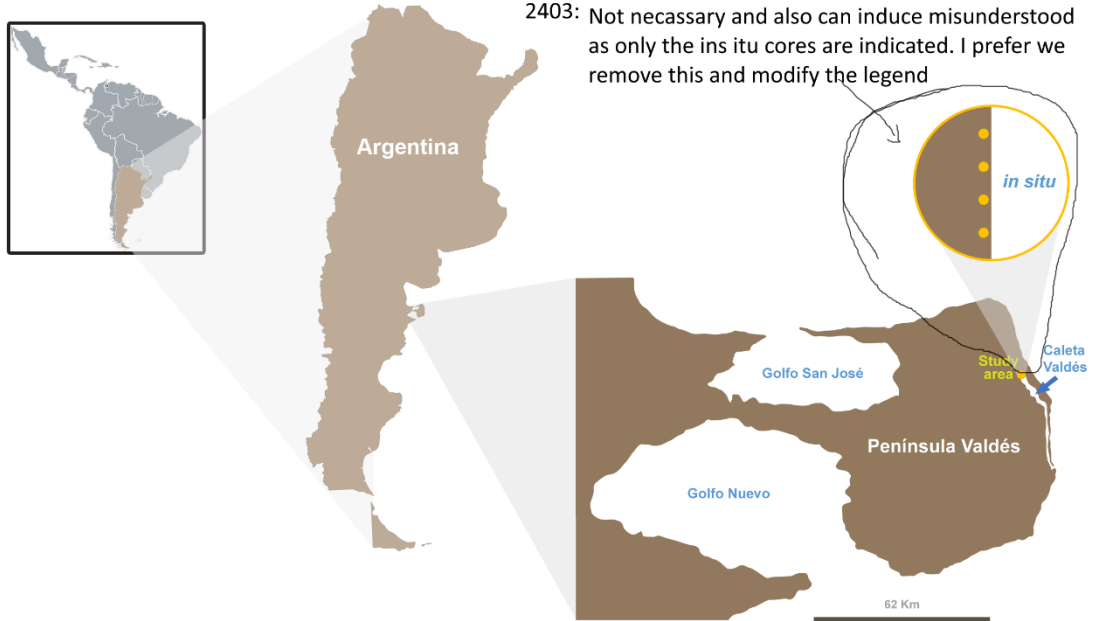 2403: Not necassary and also can induce misunderstood
as only the ins itu cores are indicated. I prefer we
remove this and modify the legend
Argentina
in situ
Study
area
Caleta
Valdés
Golfo San José
Península Valdés
Golfo Nuevo
62 Km